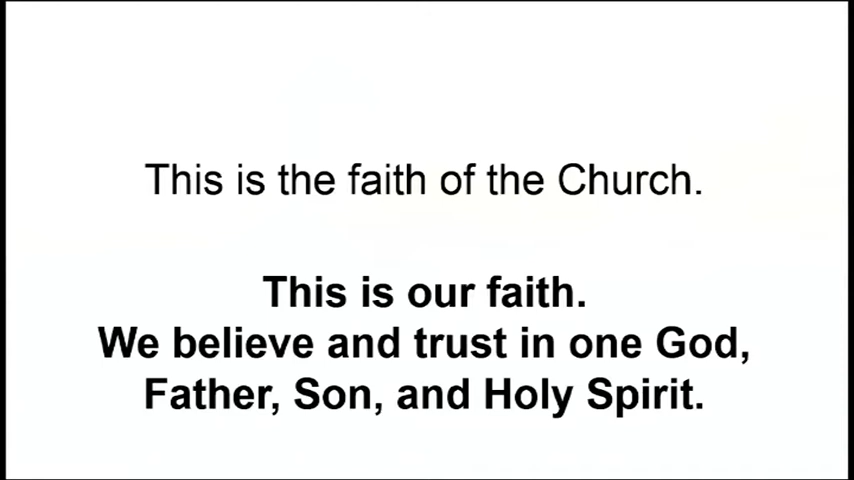 This is the faith of the Church.
This is our faith.
We believe and trust in one God,
Father, Son, and Holy Spirit.